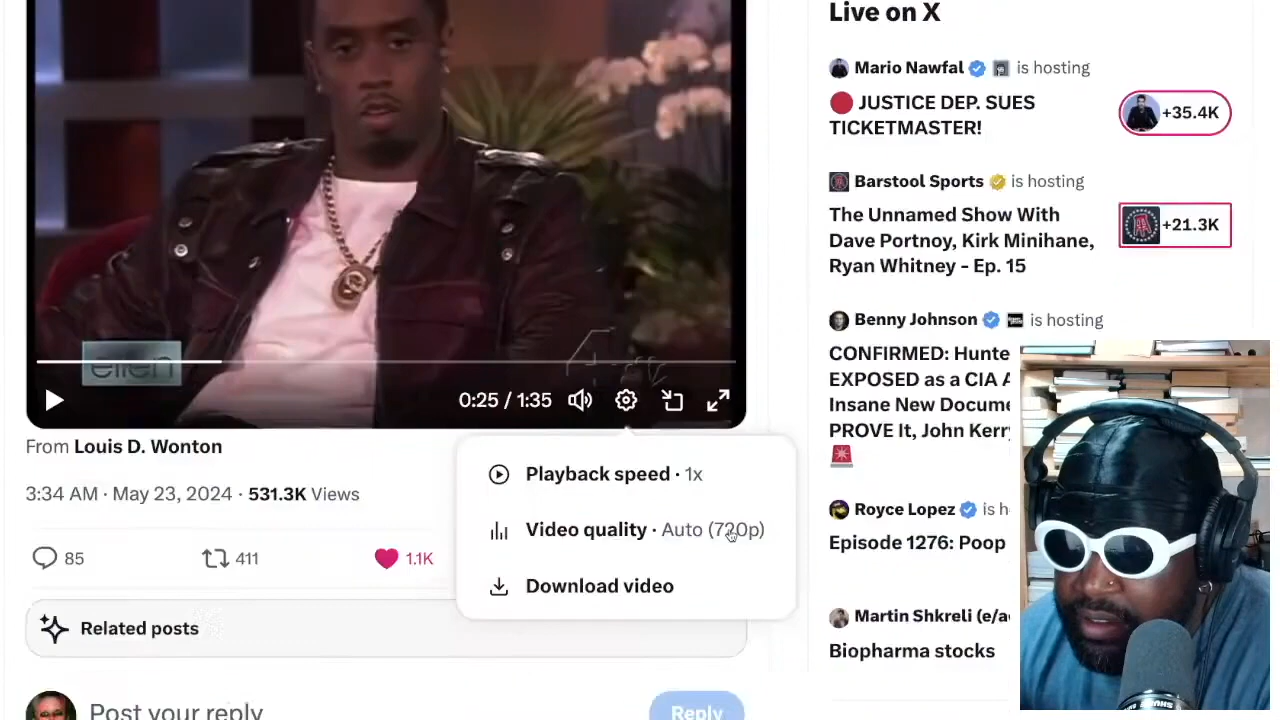 Live on X
Mario Nawfal is hosting
JUSTICE DEP. SUES
TICKETMASTER!
+35.4K
Barstool Sports is hosting
The Unnamed Show With
Dave Portnoy, Kirk Minihane,
Ryan Whitney - Ep. 15
+21.3K
Benny Johnson is hosting
CONFIRMED: Hunte
EXPOSED as a CIA A
Insane New Docume
PROVE It, John Kerry
Royce Lopez is h
Episode 1276: Poop
Martin Shkreli (e/a
Biopharma stocks
ellen
0:25 / 1:35
From Louis D. Wonton
3:34 AM · May 23, 2024 · 531.3K Views
85
411
1.1K
Playback speed · 1x
Video quality · Auto (720p)
Download video
Related posts
Post your reply
Reply
SHURE